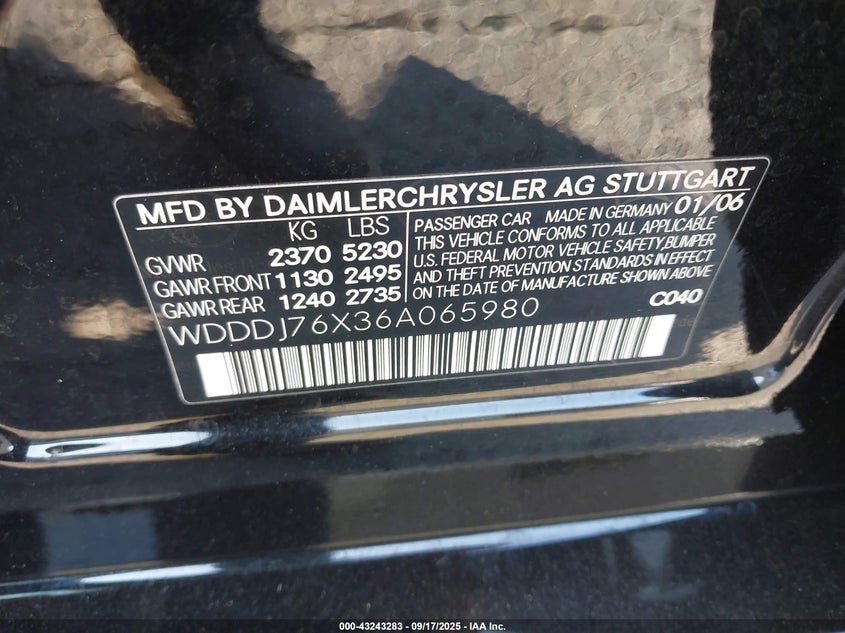 MFD BY DAIMLERCHRYSLER AG STUTTGART
KG LBS
GVWR 2370 5230
GAWR FRONT 1130 2495
GAWR REAR 1240 2735
PASSENGER CAR MADE IN GERMANY 01/06
THIS VEHICLE CONFORMS TO ALL APPLICABLE
U.S. FEDERAL MOTOR VEHICLE SAFETY, BUMPER
AND THEFT PREVENTION STANDARDS IN EFFECT
ON THE DATE OF MANUFACTURE SHOWN ABOVE
C040
WDDDJ76X36A065980
000-43243283 - 09/17/2025 - IAA Inc.